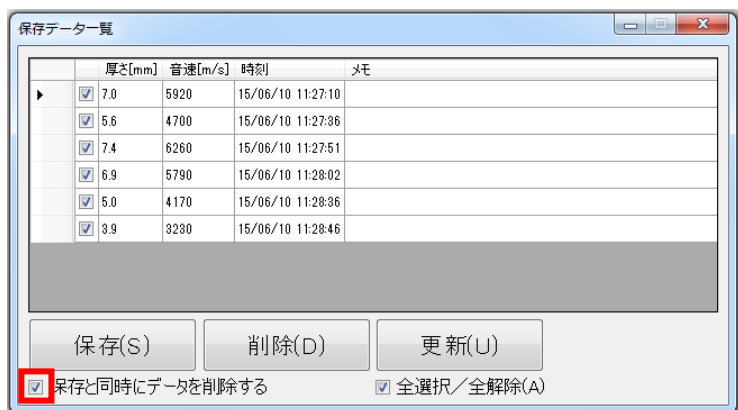 保存データ一覧
厚さ[mm] 音速[m/s] 時刻 メモ
7.0 5920 15/06/10 11:27:10
5.6 4700 15/06/10 11:27:36
7.4 6260 15/06/10 11:27:51
6.9 5790 15/06/10 11:28:02
5.0 4170 15/06/10 11:28:36
3.9 3230 15/06/10 11:28:46
保存(S) 削除(D) 更新(U)
保存と同時にデータを削除する 全選択／全解除(A)